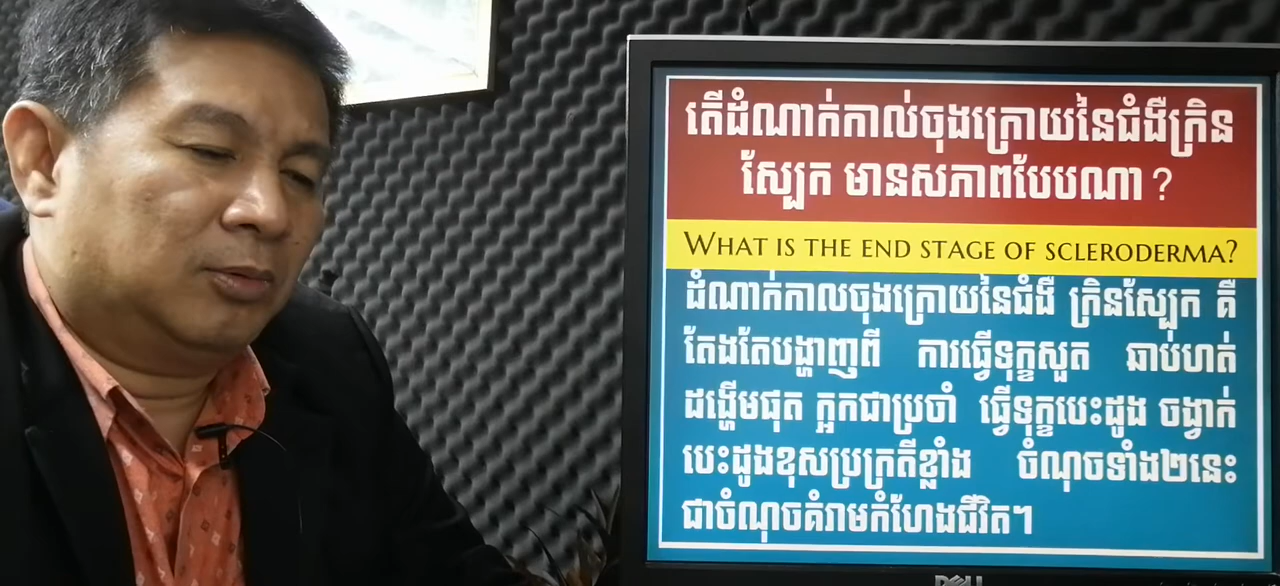 តើដំណាក់កាល់ចុងក្រោយនៃជំងឺក្រិន
ស្បែក មានសភាពបែបណា ?
WHAT IS THE END STAGE OF SCLERODERMA?
ដំណាក់កាលចុងក្រោយនៃជំងឺ ក្រិនស្បែក គឺ
តែងតែបង្ហាញពី ការធ្វើទុក្ខសួត ឆាប់ហត់
ដង្ហើមផុត ក្អកជាប្រចាំ ធ្វើទុក្ខបេះដូង ចង្វាក់
បេះដូងខុសប្រក្រតីខ្លាំង ចំណុចទាំង២នេះ
ជាចំណុចគំរាមកំហែងជីវិត។
DELL